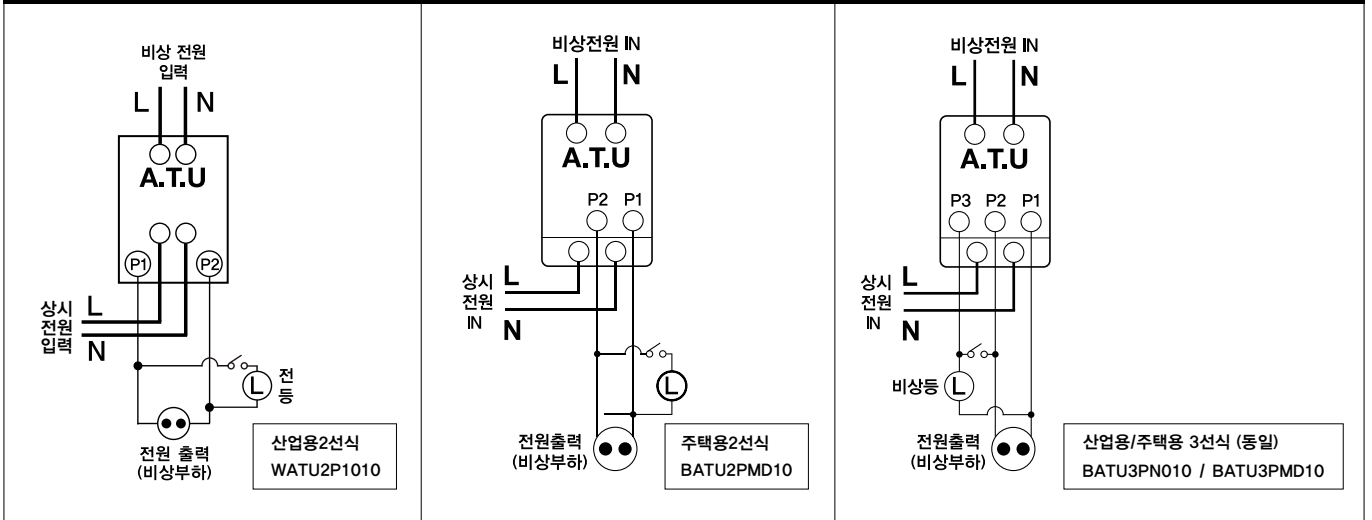 비상 전원
입력
L N
A.T.U
P1 P2
상시
전원
입력
L
N
L
전
등
전원 출력
(비상부하)
산업용2선식
WATU2P1010
비상전원 IN
L N
A.T.U
P2 P1
상시
전원
IN
L
N
L
전원출력
(비상부하)
주택용2선식
BATU2PMD10
비상전원 IN
L N
A.T.U
P3 P2 P1
상시
전원
IN
L
N
비상등 L
전원출력
(비상부하)
산업용/주택용 3선식 (동일)
BATU3PN010 / BATU3PMD10